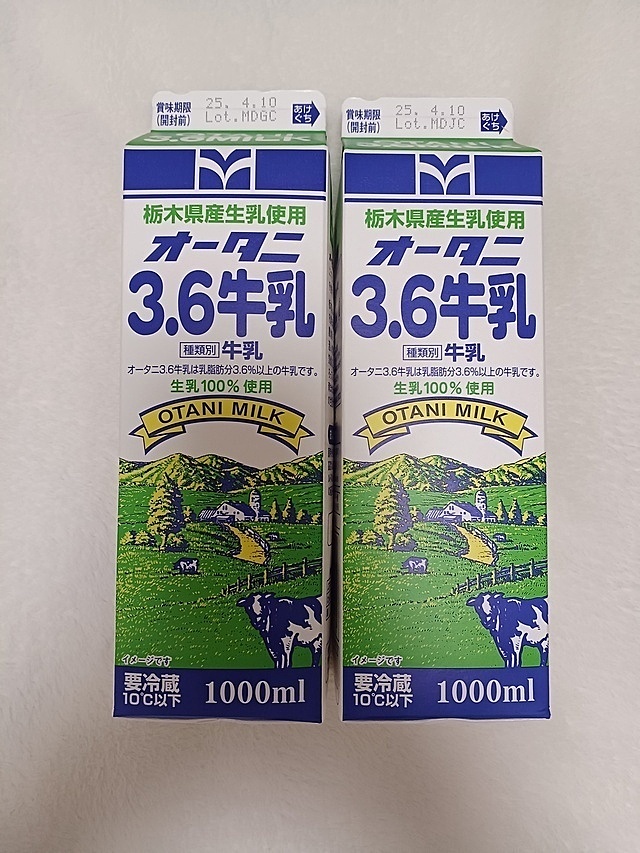 賞味期限
(開封前)
25. 4.10
Lot.MDGC
あけ
ぐち
3.6MILK
栃木県産生乳使用
オータニ
3.6牛乳
種類別 牛乳
オータニ3.6牛乳は乳脂肪分3.6%以上の牛乳です。
生乳100%使用
OTANI MILK
イメージです
要冷蔵
10℃以下
1000ml
賞味期限
(開封前)
25. 4.10
Lot.MDJC
あけ
ぐち
栃木県産生乳使用
オータニ
3.6牛乳
種類別 牛乳
オータニ3.6牛乳は乳脂肪分3.6%以上の牛乳です。
生乳100%使用
OTANI MILK
イメージです
要冷蔵
10℃以下
1000ml